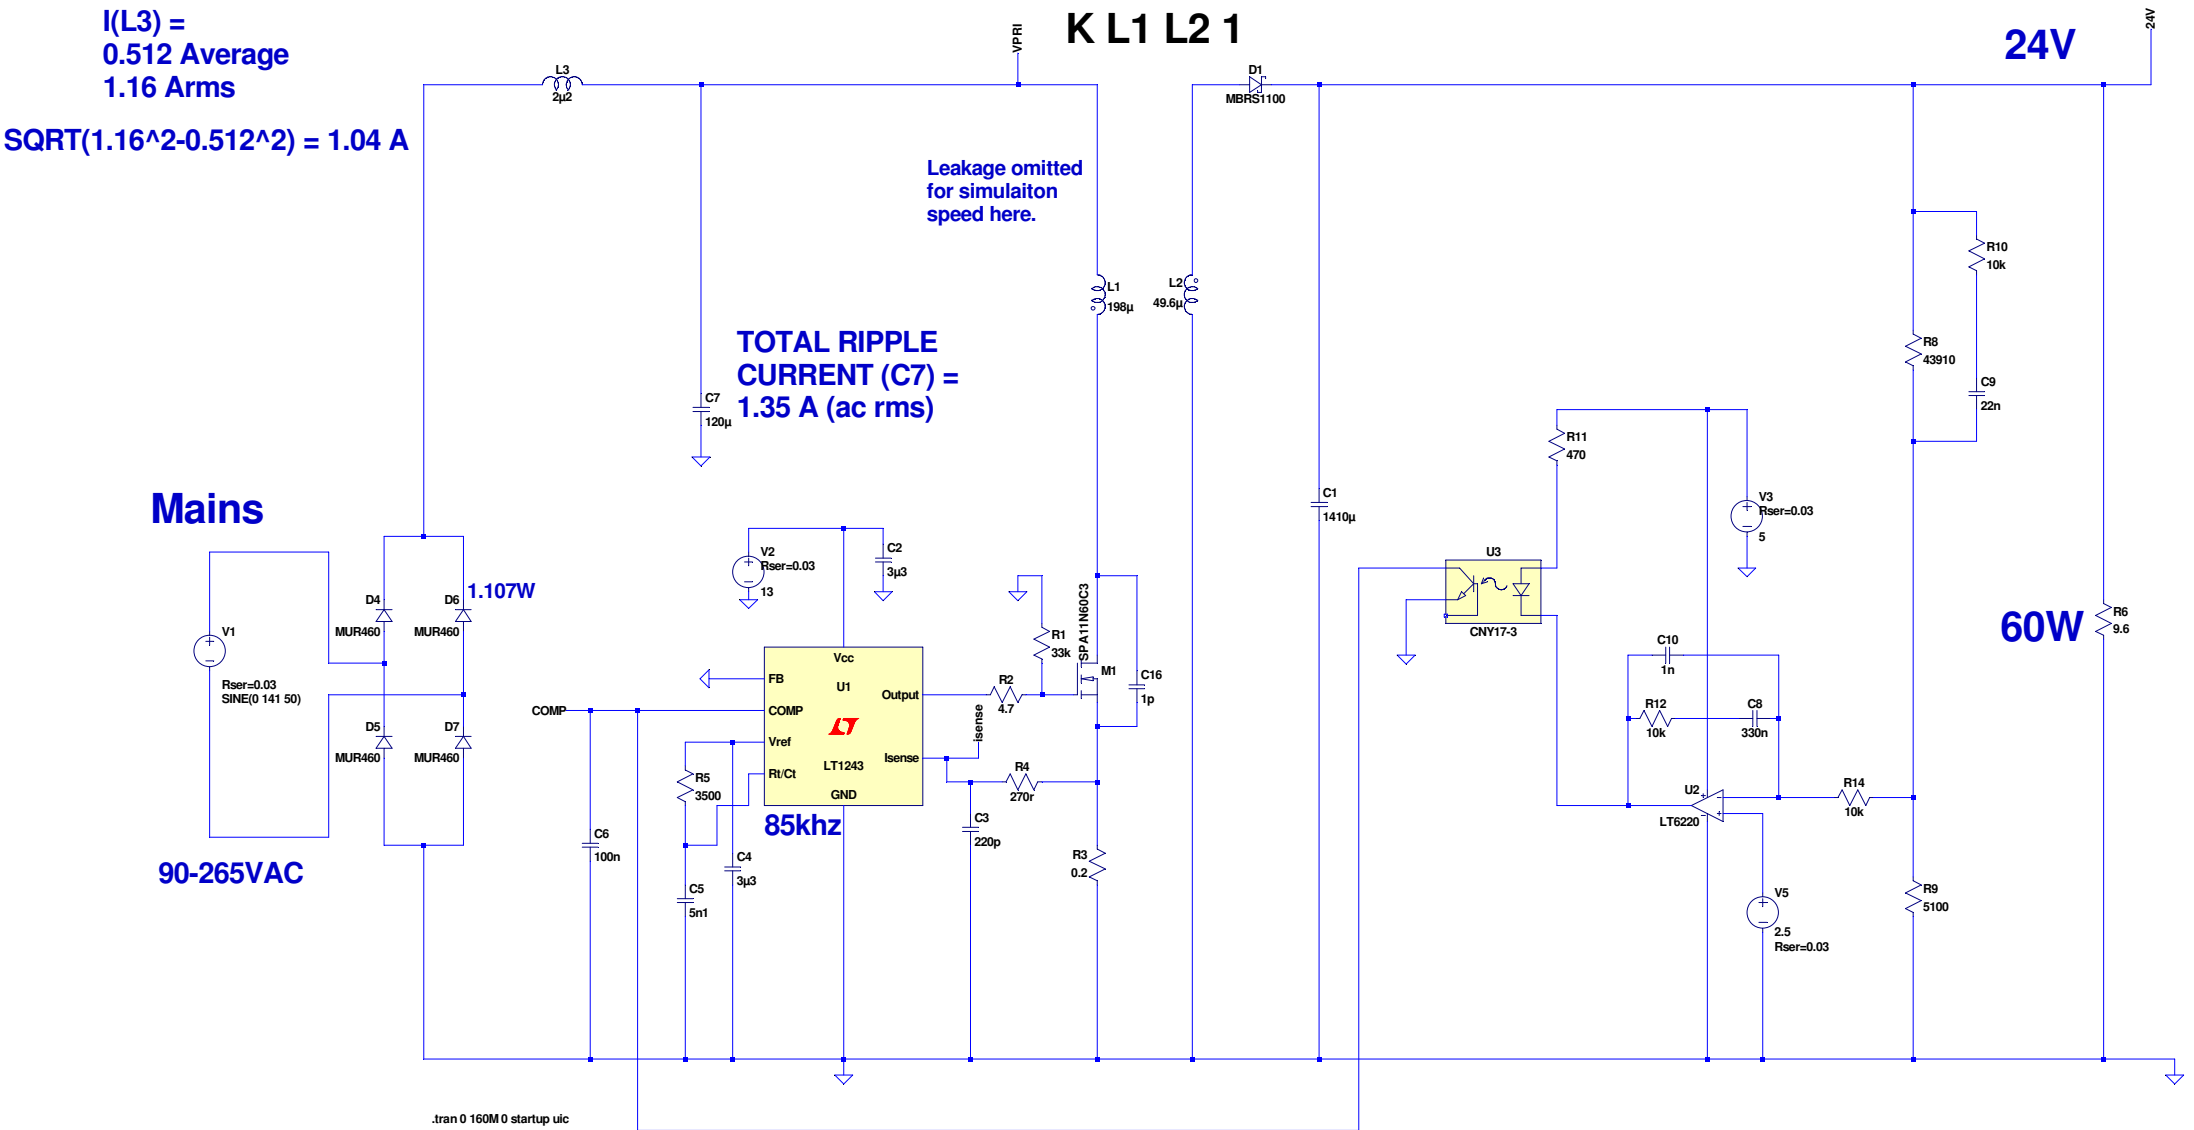 I(L3) =
0.512 Average
1.16 Arms
SQRT(1.16^2-0.512^2) = 1.04 A
K L1 L2 1
24V
24V
VPRI
L3
2µ2
D1
MBRS1100
Leakage omitted
for simulaiton
speed here.
L1
198µ
L2
49.6µ
R10
10k
R8
43910
C9
22n
TOTAL RIPPLE
CURRENT (C7) =
1.35 A (ac rms)
C7
120µ
R11
470
V3
Rser=0.03
5
C1
1410µ
Mains
V1
Rser=0.03
SINE(0 141 50)
90-265VAC
D4
MUR460
D6
MUR460
1.107W
D5
MUR460
D7
MUR460
V2
Rser=0.03
13
C2
3µ3
U3
CNY17-3
60W
R6
9.6
SPA11N60C3
R1
33k
M1
C16
1p
R2
4.7
isense
Vcc
FB
U1
Output
COMP
COMP
Vref
Isense
LT1243
Rt/Ct
GND
85khz
R4
270r
R5
3500
C3
220p
C6
100n
C4
3µ3
C5
5n1
R3
0.2
C10
1n
R12
10k
C8
330n
U2
LT6220
R14
10k
V5
2.5
Rser=0.03
R9
5100
.tran 0 160M 0 startup uic